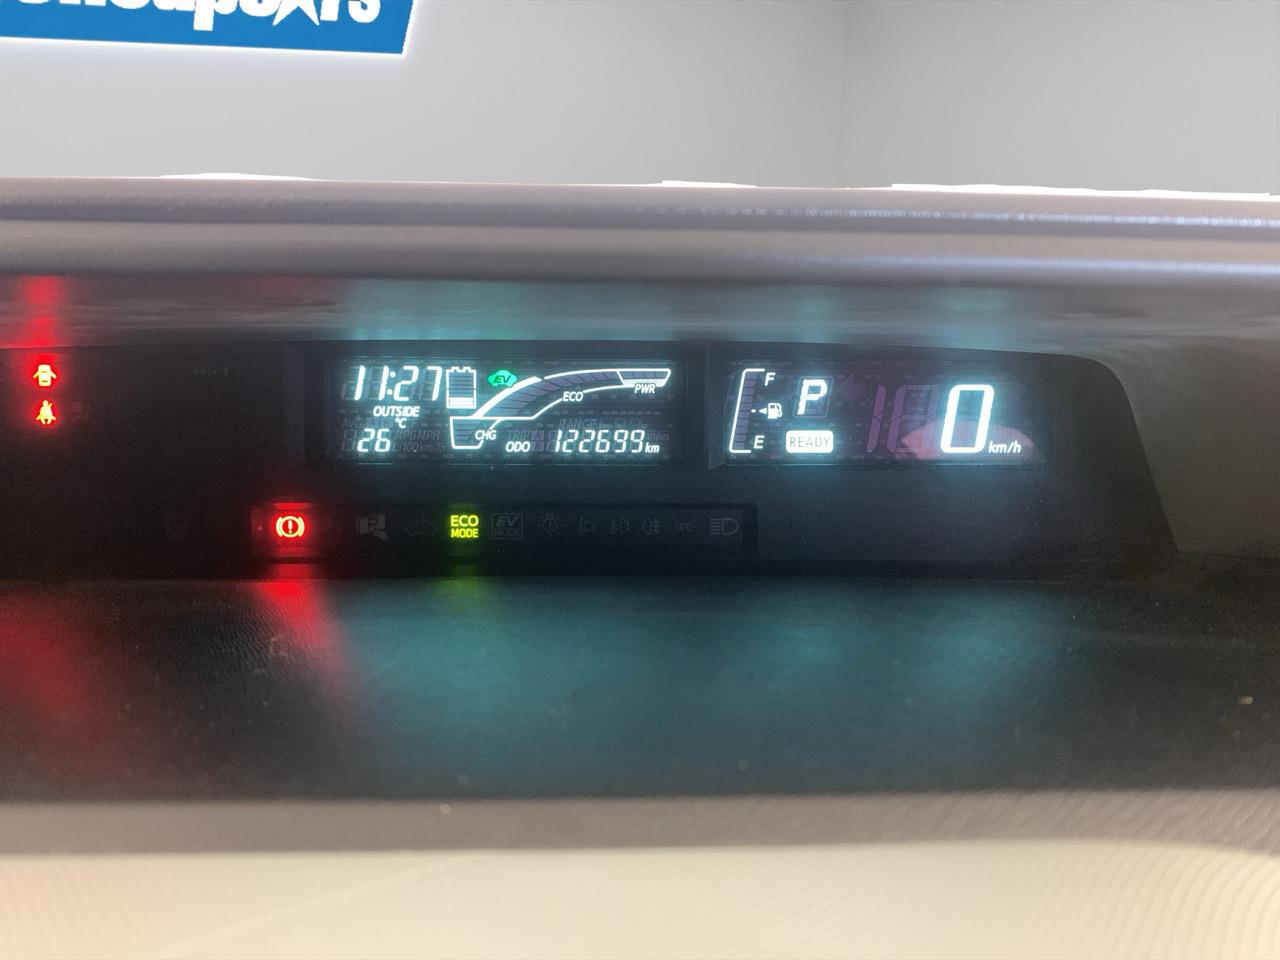 11:27
EV
ECO
PWR
OUTSIDE
°C
26
CHG
ODO 122699 km
F
E
P
READY
0 km/h
ECO
MODE
EV
MODE